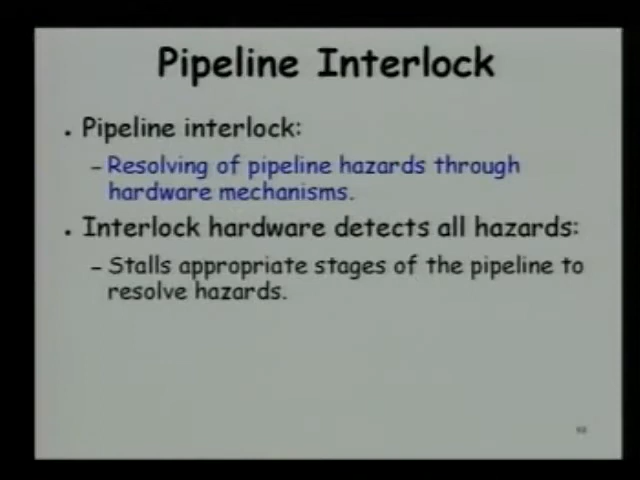 Pipeline Interlock
• Pipeline interlock:
– Resolving of pipeline hazards through
hardware mechanisms.
• Interlock hardware detects all hazards:
– Stalls appropriate stages of the pipeline to
resolve hazards.